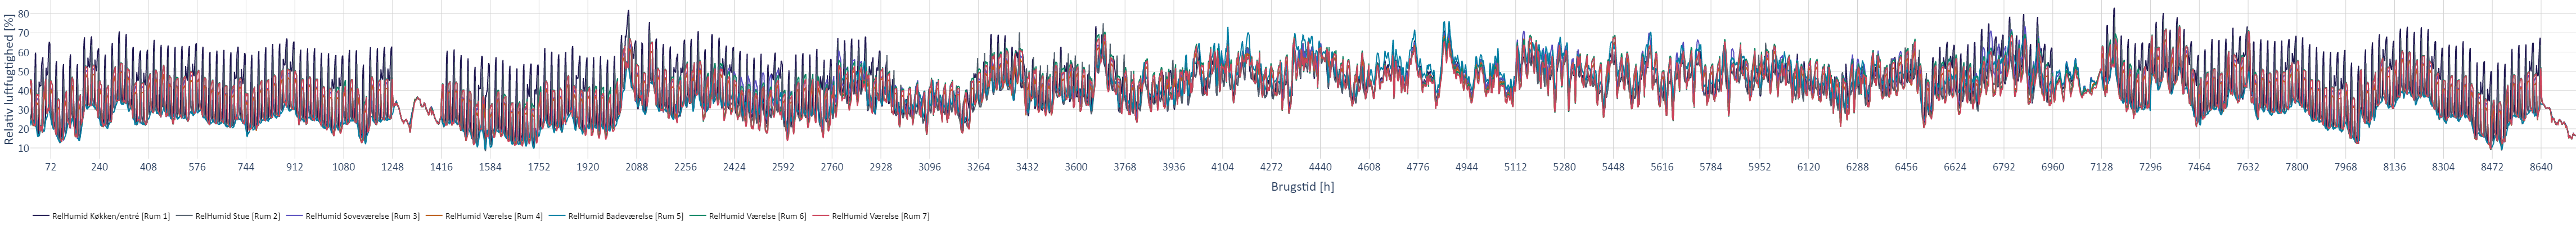 Relativ luftfugtighed [%]
80
70
60
50
40
30
20
10
72 240 408 576 744 912 1080 1248 1416 1584 1752 1920 2088 2256 2424 2592 2760 2928 3096 3264 3432 3600 3768 3936 4104 4272 4440 4608 4776 4944 5112 5280 5448 5616 5784 5952 6120 6288 6456 6624 6792 6960 7128 7296 7464 7632 7800 7968 8136 8304 8472 8640
Brugstid [h]
RelHumid Køkken/entré [Rum 1] RelHumid Stue [Rum 2] RelHumid Soveværelse [Rum 3] RelHumid Værelse [Rum 4] RelHumid Badeværelse [Rum 5] RelHumid Værelse [Rum 6] RelHumid Værelse [Rum 7]